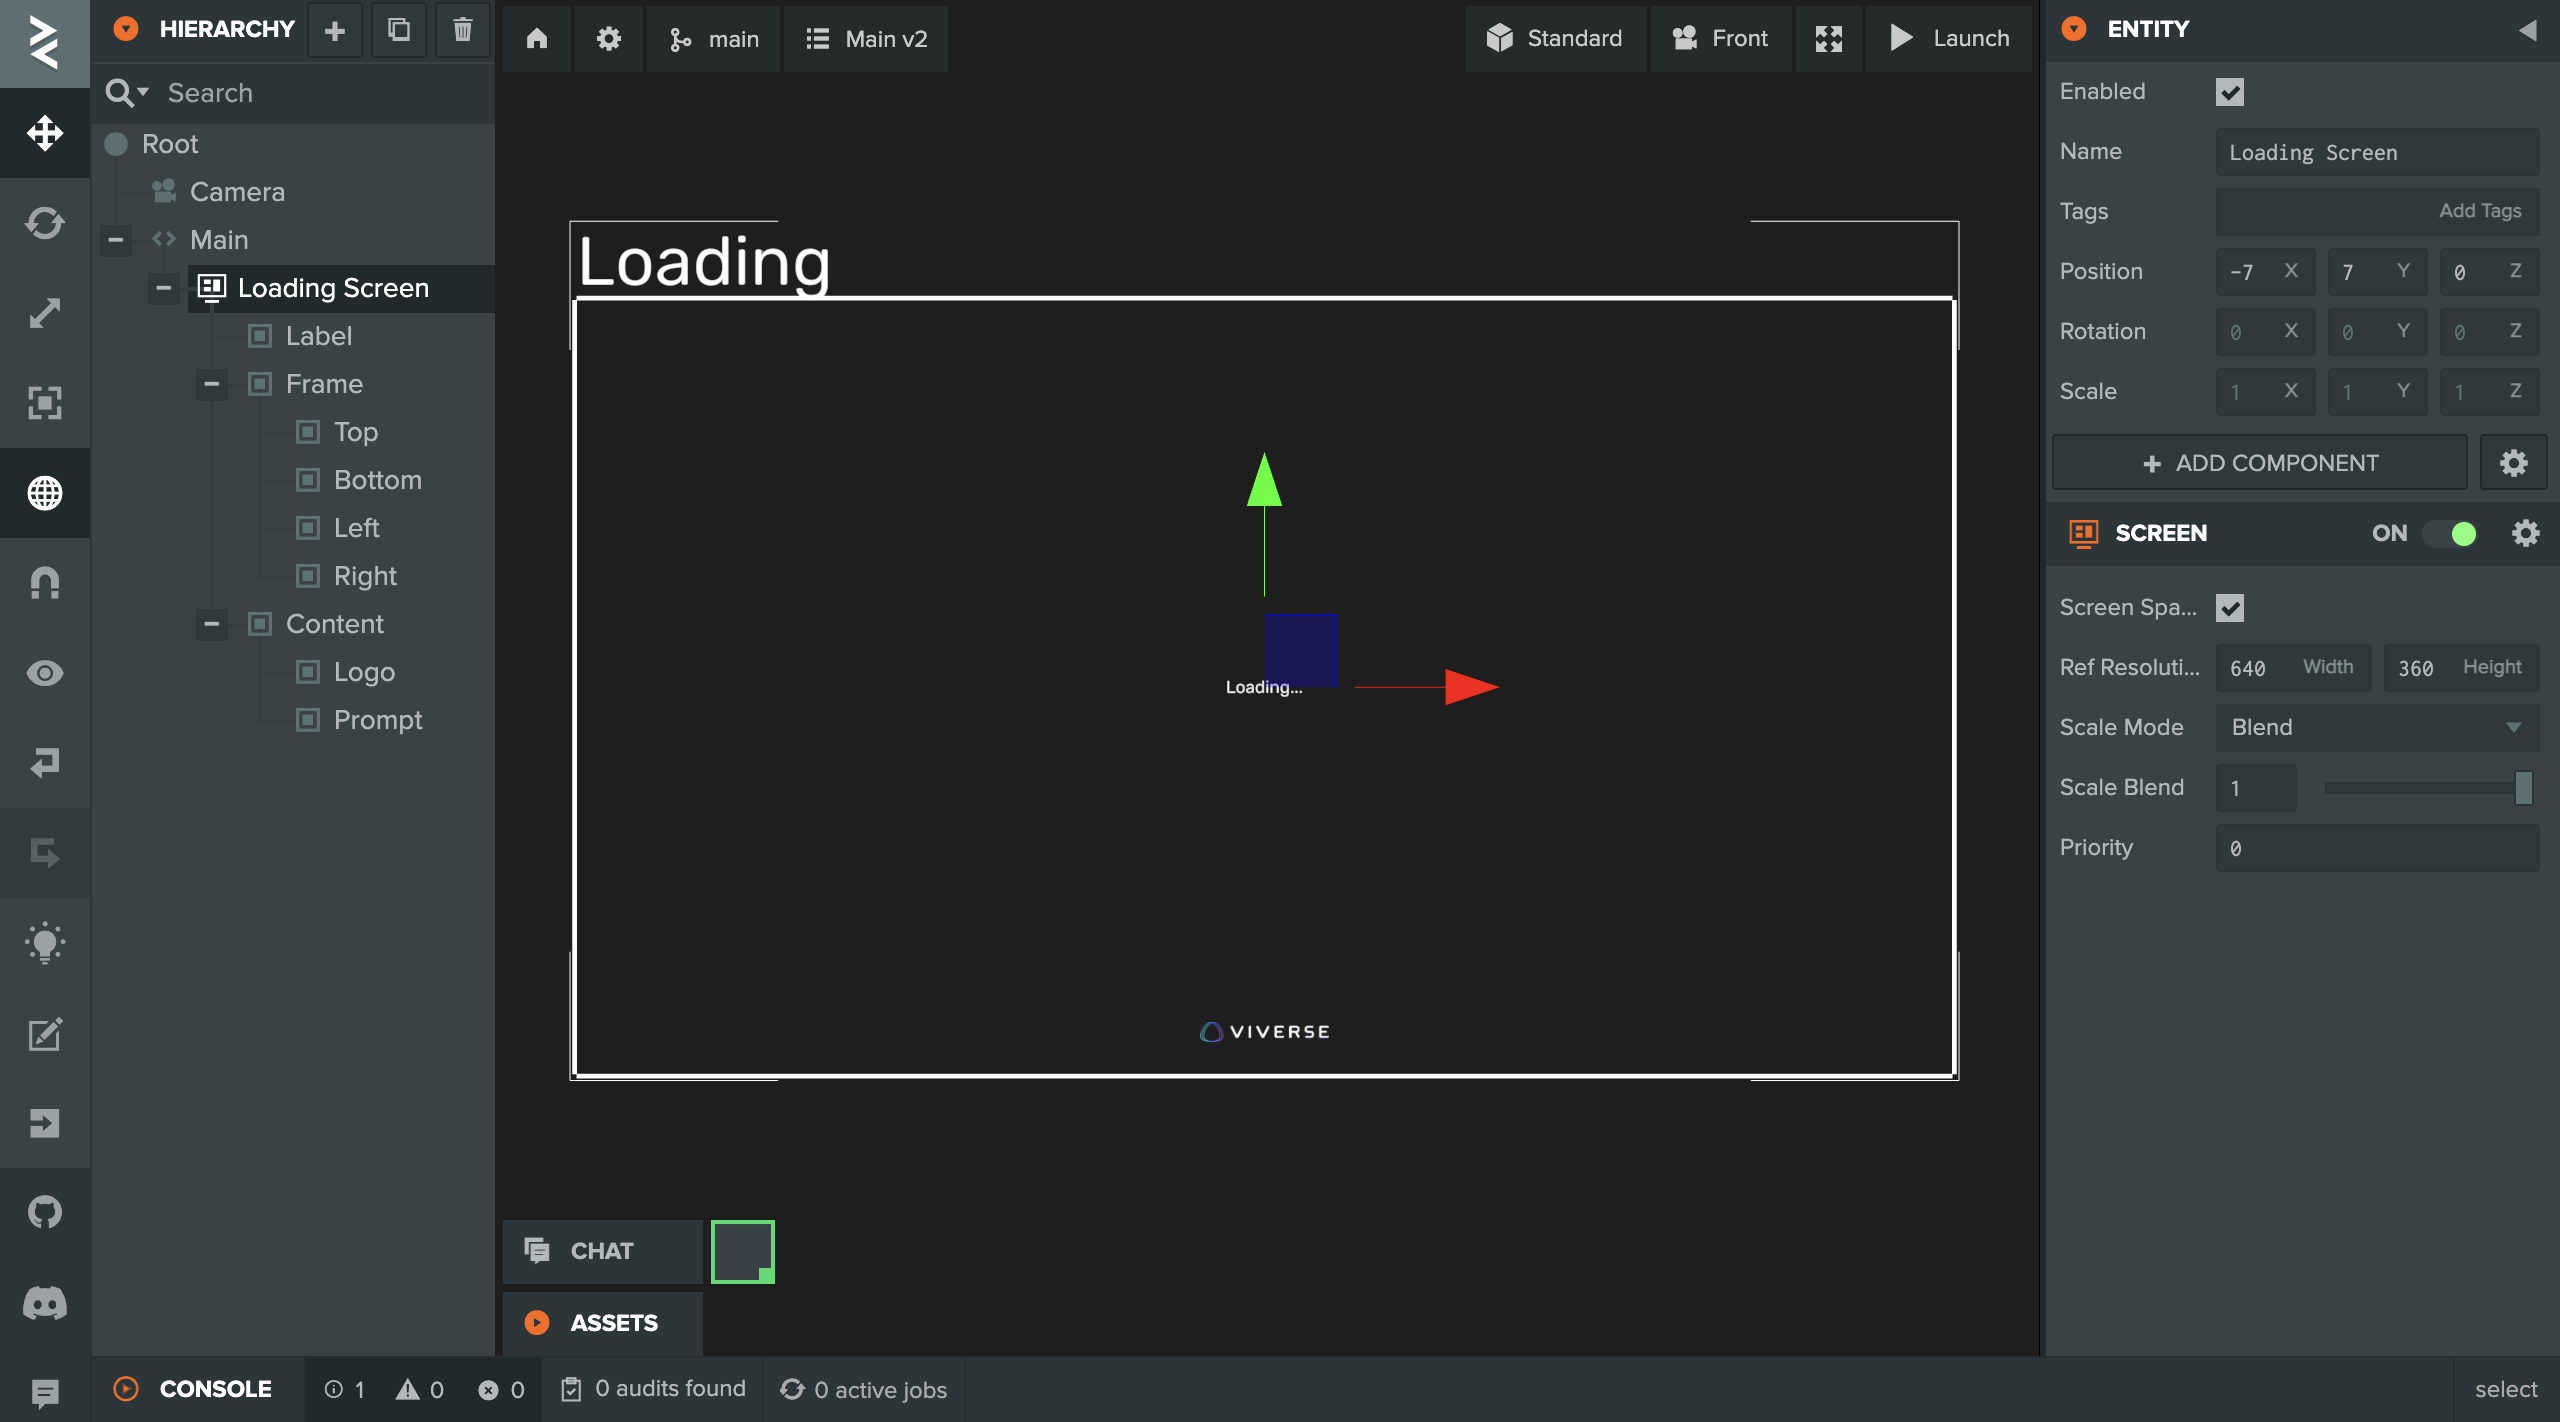 HIERARCHY
Search
Root
Camera
Main
Loading Screen
Label
Frame
Top
Bottom
Left
Right
Content
Logo
Prompt
main
Main v2
Standard
Front
Launch
Loading
Loading...
VIVERSE
CHAT
ASSETS
CONSOLE
1
0
0
0 audits found
0 active jobs
select
ENTITY
Enabled
Name Loading Screen
Tags Add Tags
Position -7 X 7 Y 0 Z
Rotation 0 X 0 Y 0 Z
Scale 1 X 1 Y 1 Z
ADD COMPONENT
SCREEN ON
Screen Spa...
Ref Resoluti... 640 Width 360 Height
Scale Mode Blend
Scale Blend 1
Priority 0